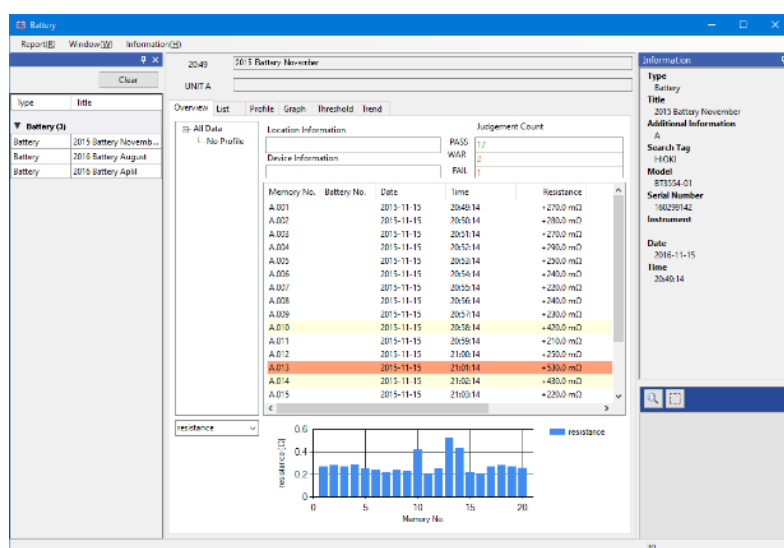 Battery
Report(R) Window(W) Information(H)
Clear
Type Title
Battery (3)
Battery 2015 Battery Novemb...
Battery 2016 Battery August
Battery 2016 Battery April
20:49 2015 Battery November
UNIT A
Overview List Profile Graph Threshold Trend
All Data
No Profile
Location Information
Device Information
Judgement Count
PASS 17
WAR 2
FAIL 1
Memory No. Battery No. Date Time Resistance
A.001 2015-11-15 20:49:14 +270.0 mΩ
A.002 2015-11-15 20:50:14 +280.0 mΩ
A.003 2015-11-15 20:51:14 +270.0 mΩ
A.004 2015-11-15 20:52:14 +290.0 mΩ
A.005 2015-11-15 20:53:14 +250.0 mΩ
A.006 2015-11-15 20:54:14 +240.0 mΩ
A.007 2015-11-15 20:55:14 +220.0 mΩ
A.008 2015-11-15 20:56:14 +240.0 mΩ
A.009 2015-11-15 20:57:14 +230.0 mΩ
A.010 2015-11-15 20:58:14 +420.0 mΩ
A.011 2015-11-15 20:59:14 +210.0 mΩ
A.012 2015-11-15 21:00:14 +250.0 mΩ
A.013 2015-11-15 21:01:14 +530.0 mΩ
A.014 2015-11-15 21:02:14 +430.0 mΩ
A.015 2015-11-15 21:03:14 +220.0 mΩ
resistance
resistance [Ω]
0.6
0.4
0.2
0
0 5 10 15 20
Memory No.
resistance
Information
Type
Battery
Title
2015 Battery November
Additional Information
A
Search Tag
HIOKI
Model
BT3554-01
Serial Number
160299142
Instrument
Date
2016-11-15
Time
20:49:14